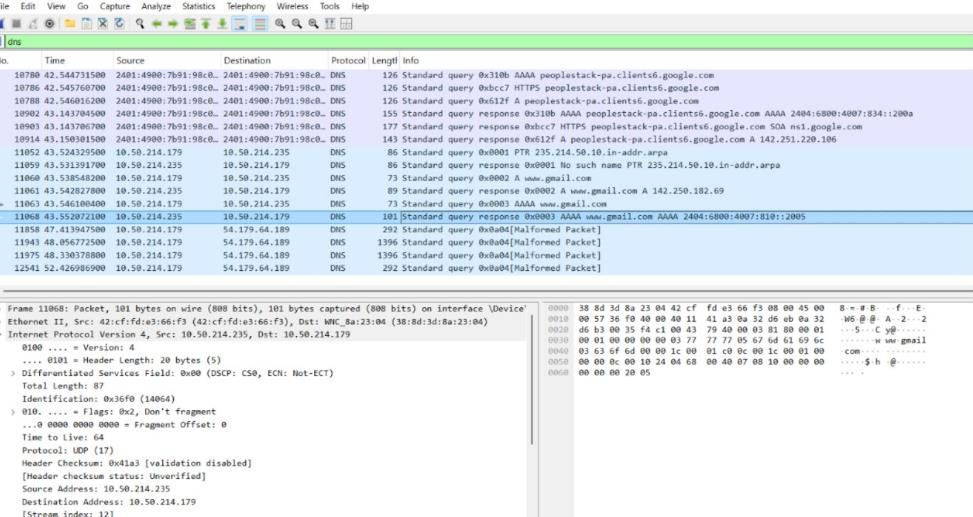 ile Edit View Go Capture Analyze Statistics Telephony Wireless Tools Help
dns
o. Time Source Destination Protocol Lengtl Info
10780 42.544731500 2401:4900:7b91:98c0… 2401:4900:7b91:98c0… DNS 126 Standard query 0x310b AAAA peoplestack-pa.clients6.google.com
10786 42.545760700 2401:4900:7b91:98c0… 2401:4900:7b91:98c0… DNS 126 Standard query 0xbcc7 HTTPS peoplestack-pa.clients6.google.com
10788 42.546016200 2401:4900:7b91:98c0… 2401:4900:7b91:98c0… DNS 126 Standard query 0x612f A peoplestack-pa.clients6.google.com
10902 43.143704500 2401:4900:7b91:98c0… 2401:4900:7b91:98c0… DNS 155 Standard query response 0x310b AAAA peoplestack-pa.clients6.google.com AAAA 2404:6800:4007:834::200a
10903 43.143706700 2401:4900:7b91:98c0… 2401:4900:7b91:98c0… DNS 177 Standard query response 0xbcc7 HTTPS peoplestack-pa.clients6.google.com SOA ns1.google.com
10914 43.150301500 2401:4900:7b91:98c0… 2401:4900:7b91:98c0… DNS 143 Standard query response 0x612f A peoplestack-pa.clients6.google.com A 142.251.220.106
11052 43.524329500 10.50.214.179 10.50.214.235 DNS 86 Standard query 0x0001 PTR 235.214.50.10.in-addr.arpa
11059 43.531391700 10.50.214.235 10.50.214.179 DNS 86 Standard query response 0x0001 No such name PTR 235.214.50.10.in-addr.arpa
11060 43.538548200 10.50.214.179 10.50.214.235 DNS 73 Standard query 0x0002 A www.gmail.com
11061 43.542827800 10.50.214.235 10.50.214.179 DNS 89 Standard query response 0x0002 A www.gmail.com A 142.250.182.69
11063 43.546100400 10.50.214.179 10.50.214.235 DNS 73 Standard query 0x0003 AAAA www.gmail.com
11068 43.552072100 10.50.214.235 10.50.214.179 DNS 101 Standard query response 0x0003 AAAA www.gmail.com AAAA 2404:6800:4007:810::2005
11858 47.413947500 10.50.214.179 54.179.64.189 DNS 292 Standard query 0x0a04[Malformed Packet]
11943 48.056772500 10.50.214.179 54.179.64.189 DNS 1396 Standard query 0x0a04[Malformed Packet]
11975 48.330378800 10.50.214.179 54.179.64.189 DNS 1396 Standard query 0x0a04[Malformed Packet]
12541 52.426986900 10.50.214.179 54.179.64.189 DNS 292 Standard query 0x0a04[Malformed Packet]
Frame 11068: Packet, 101 bytes on wire (808 bits), 101 bytes captured (808 bits) on interface \Device\
Ethernet II, Src: 42:cf:fd:e3:66:f3 (42:cf:fd:e3:66:f3), Dst: WNC_8a:23:04 (38:8d:3d:8a:23:04)
Internet Protocol Version 4, Src: 10.50.214.235, Dst: 10.50.214.179
0100 .... = Version: 4
.... 0101 = Header Length: 20 bytes (5)
Differentiated Services Field: 0x00 (DSCP: CS0, ECN: Not-ECT)
Total Length: 87
Identification: 0x36f0 (14064)
010. .... = Flags: 0x2, Don't fragment
...0 0000 0000 0000 = Fragment Offset: 0
Time to Live: 64
Protocol: UDP (17)
Header Checksum: 0x41a3 [validation disabled]
[Header checksum status: Unverified]
Source Address: 10.50.214.235
Destination Address: 10.50.214.179
[Stream index: 12]
0000 38 8d 3d 8a 23 04 42 cf fd e3 66 f3 08 00 45 00 8·=·#·B· ··f···E·
0010 00 57 36 f0 40 00 40 11 41 a3 0a 32 d6 eb 0a 32 ·W6·@·@· A··2···2
0020 d6 b3 00 35 f4 c1 00 43 79 40 00 03 81 80 00 01 ···5···C y@······
0030 00 01 00 00 00 00 03 77 77 77 05 67 6d 61 69 6c ·······w ww·gmail
0040 03 63 6f 6d 00 00 1c 00 01 c0 0c 00 1c 00 01 00 ·com···· ········
0050 00 00 0c 00 10 24 04 68 00 40 07 08 10 00 00 00 ·····$·h ·@······
0060 00 00 00 20 05 ··· ·